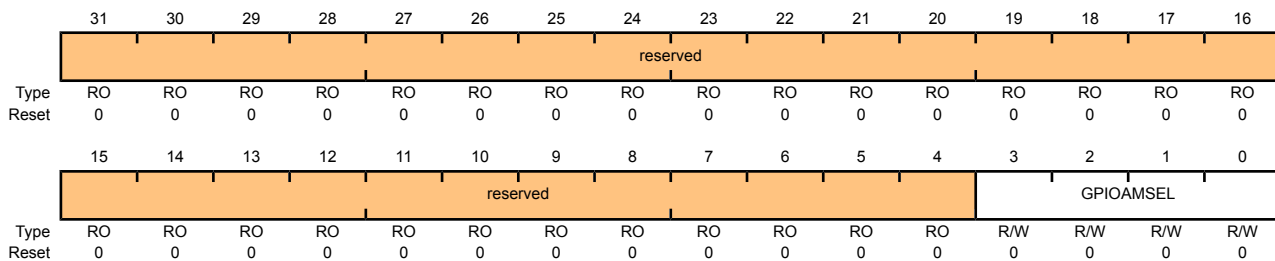 31 30 29 28 27 26 25 24 23 22 21 20 19 18 17 16
reserved
Type RO RO RO RO RO RO RO RO RO RO RO RO RO RO RO RO
Reset 0 0 0 0 0 0 0 0 0 0 0 0 0 0 0 0
15 14 13 12 11 10 9 8 7 6 5 4 3 2 1 0
reserved GPIOAMSEL
Type RO RO RO RO RO RO RO RO RO RO RO RO R/W R/W R/W R/W
Reset 0 0 0 0 0 0 0 0 0 0 0 0 0 0 0 0